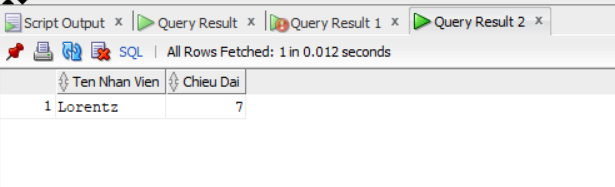 Script Output x Query Result x Query Result 1 x Query Result 2 x
SQL | All Rows Fetched: 1 in 0.012 seconds
Ten Nhan Vien Chieu Dai
1 Lorentz 7